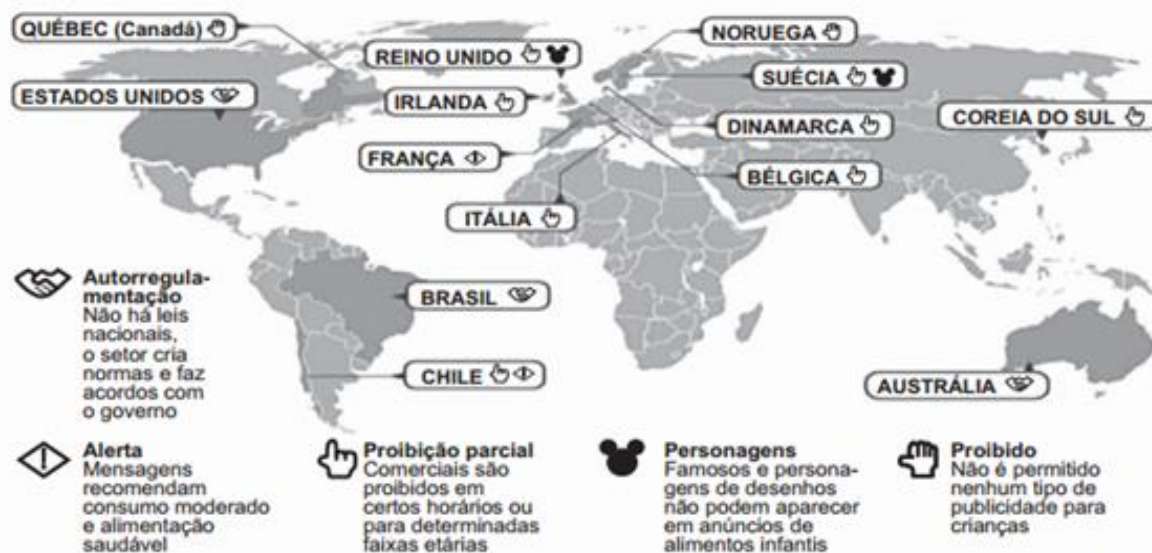 QUÉBEC (Canadá)
NORUEGA
REINO UNIDO
SUÉCIA
ESTADOS UNIDOS
IRLANDA
DINAMARCA
COREIA DO SUL
FRANÇA
BÉLGICA
ITÁLIA
BRASIL
CHILE
AUSTRÁLIA
Autorregula-
mentação
Não há leis
nacionais,
o setor cria
normas e faz
acordos com
o governo
Alerta
Mensagens
recomendam
consumo moderado
e alimentação
saudável
Proibição parcial
Comerciais são
proibidos em
certos horários ou
para determinadas
faixas etárias
Personagens
Famosos e persona-
gens de desenhos
não podem aparecer
em anúncios de
alimentos infantis
Proibido
Não é permitido
nenhum tipo de
publicidade para
crianças